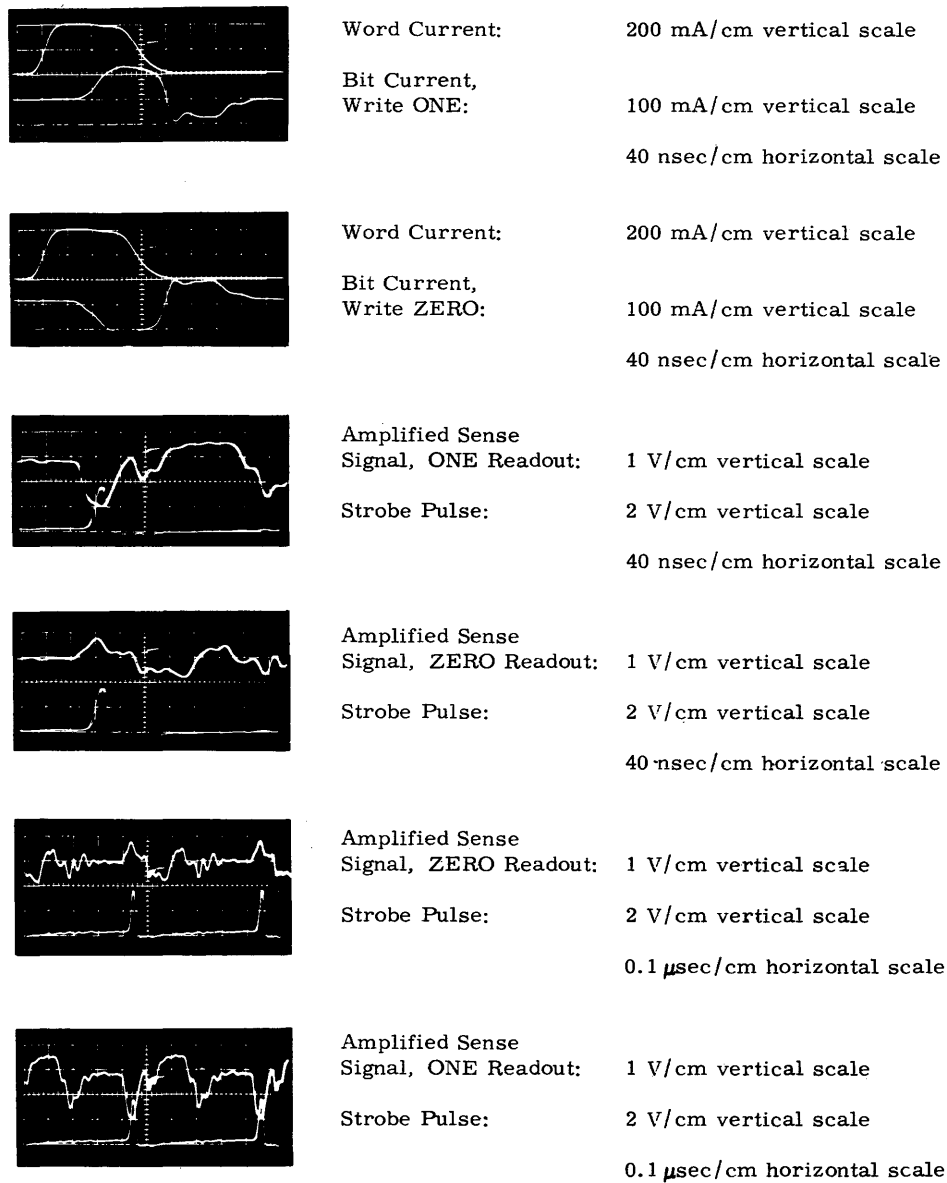 Word Current: 200 mA/cm vertical scale
Bit Current,
Write ONE: 100 mA/cm vertical scale
40 nsec/cm horizontal scale
Word Current: 200 mA/cm vertical scale
Bit Current,
Write ZERO: 100 mA/cm vertical scale
40 nsec/cm horizontal scale
Amplified Sense
Signal, ONE Readout: 1 V/cm vertical scale
Strobe Pulse: 2 V/cm vertical scale
40 nsec/cm horizontal scale
Amplified Sense
Signal, ZERO Readout: 1 V/cm vertical scale
Strobe Pulse: 2 V/cm vertical scale
40 nsec/cm horizontal scale
Amplified Sense
Signal, ZERO Readout: 1 V/cm vertical scale
Strobe Pulse: 2 V/cm vertical scale
0.1 μsec/cm horizontal scale
Amplified Sense
Signal, ONE Readout: 1 V/cm vertical scale
Strobe Pulse: 2 V/cm vertical scale
0.1 μsec/cm horizontal scale